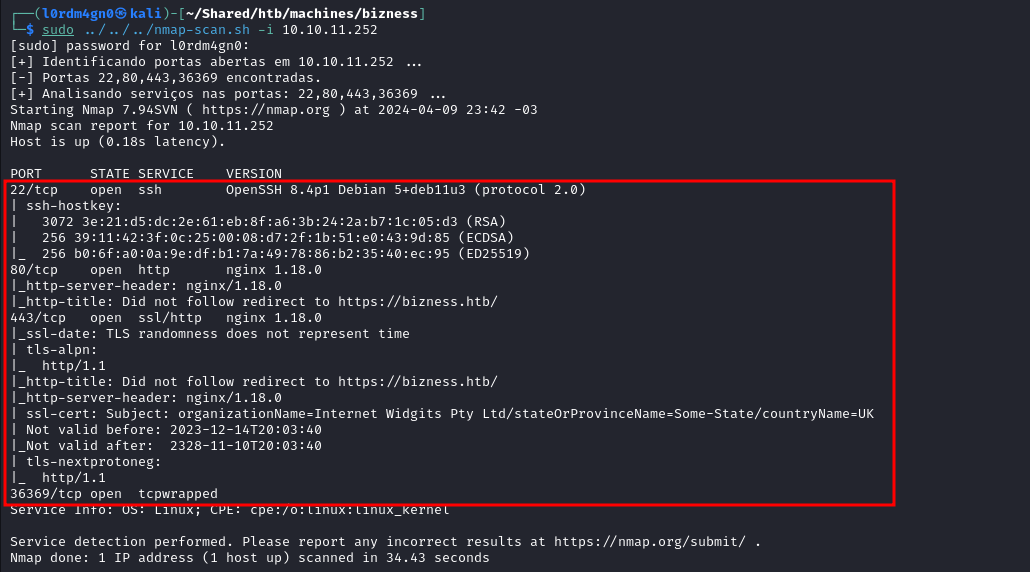 ┌──(l0rdm4gn0㉿kali)-[~/Shared/htb/machines/bizness]
└─$ sudo ../../../nmap-scan.sh -i 10.10.11.252
[sudo] password for l0rdm4gn0:
[+] Identificando portas abertas em 10.10.11.252 ...
[-] Portas 22,80,443,36369 encontradas.
[+] Analisando serviços nas portas: 22,80,443,36369 ...
Starting Nmap 7.94SVN ( https://nmap.org ) at 2024-04-09 23:42 -03
Nmap scan report for 10.10.11.252
Host is up (0.18s latency).

PORT      STATE SERVICE    VERSION
22/tcp    open  ssh        OpenSSH 8.4p1 Debian 5+deb11u3 (protocol 2.0)
| ssh-hostkey:
|   3072 3e:21:d5:dc:2e:61:eb:8f:a6:3b:24:2a:b7:1c:05:d3 (RSA)
|   256 39:11:42:3f:0c:25:00:08:d7:2f:1b:51:e0:43:9d:85 (ECDSA)
|_  256 b0:6f:a0:0a:9e:df:b1:7a:49:78:86:b2:35:40:ec:95 (ED25519)
80/tcp    open  http       nginx 1.18.0
|_http-server-header: nginx/1.18.0
|_http-title: Did not follow redirect to https://bizness.htb/
443/tcp   open  ssl/http   nginx 1.18.0
|_ssl-date: TLS randomness does not represent time
| tls-alpn:
|_  http/1.1
|_http-title: Did not follow redirect to https://bizness.htb/
|_http-server-header: nginx/1.18.0
| ssl-cert: Subject: organizationName=Internet Widgits Pty Ltd/stateOrProvinceName=Some-State/countryName=UK
| Not valid before: 2023-12-14T20:03:40
|_Not valid after:  2328-11-10T20:03:40
| tls-nextprotoneg:
|_  http/1.1
36369/tcp open  tcpwrapped
Service Info: OS: Linux; CPE: cpe:/o:linux:linux_kernel

Service detection performed. Please report any incorrect results at https://nmap.org/submit/ .
Nmap done: 1 IP address (1 host up) scanned in 34.43 seconds